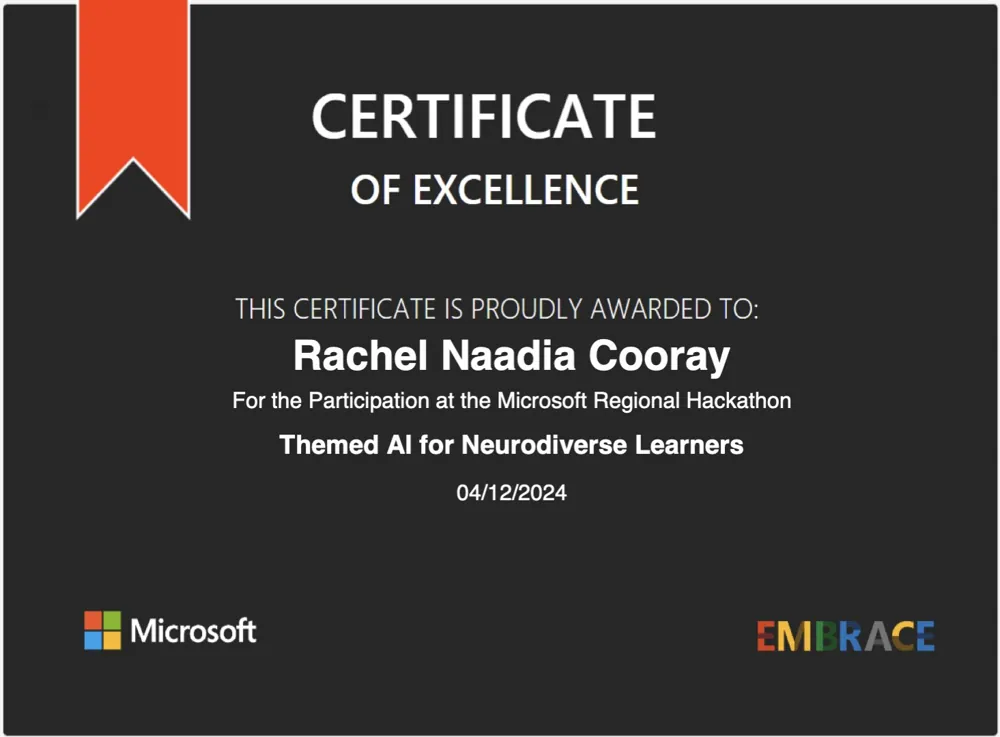 CERTIFICATE
OF EXCELLENCE
THIS CERTIFICATE IS PROUDLY AWARDED TO:
Rachel Naadia Cooray
For the Participation at the Microsoft Regional Hackathon
Themed AI for Neurodiverse Learners
04/12/2024
Microsoft
EMBRACE